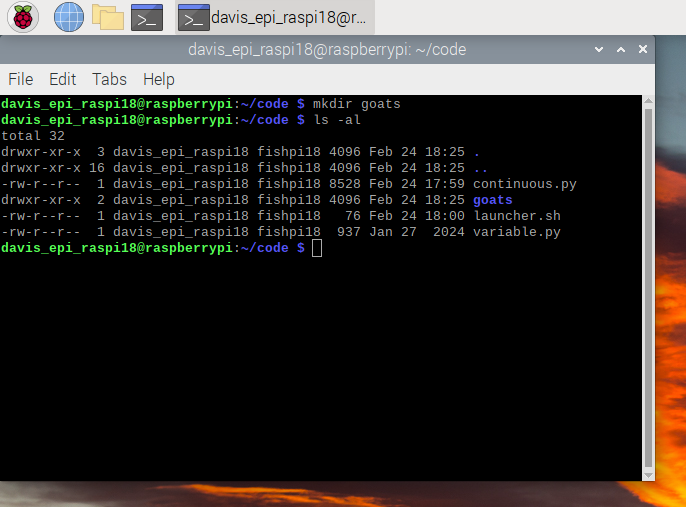 davis_epi_raspi18@r...
davis_epi_raspi18@raspberrypi: ~/code
File Edit Tabs Help
davis_epi_raspi18@raspberrypi:~/code $ mkdir goats
davis_epi_raspi18@raspberrypi:~/code $ ls -al
total 32
drwxr-xr-x  3 davis_epi_raspi18 fishpi18 4096 Feb 24 18:25 .
drwxr-xr-x 16 davis_epi_raspi18 fishpi18 4096 Feb 24 18:25 ..
-rw-r--r--  1 davis_epi_raspi18 fishpi18 8528 Feb 24 17:59 continuous.py
drwxr-xr-x  2 davis_epi_raspi18 fishpi18 4096 Feb 24 18:25 goats
-rw-r--r--  1 davis_epi_raspi18 fishpi18   76 Feb 24 18:00 launcher.sh
-rw-r--r--  1 davis_epi_raspi18 fishpi18  937 Jan 27  2024 variable.py
davis_epi_raspi18@raspberrypi:~/code $